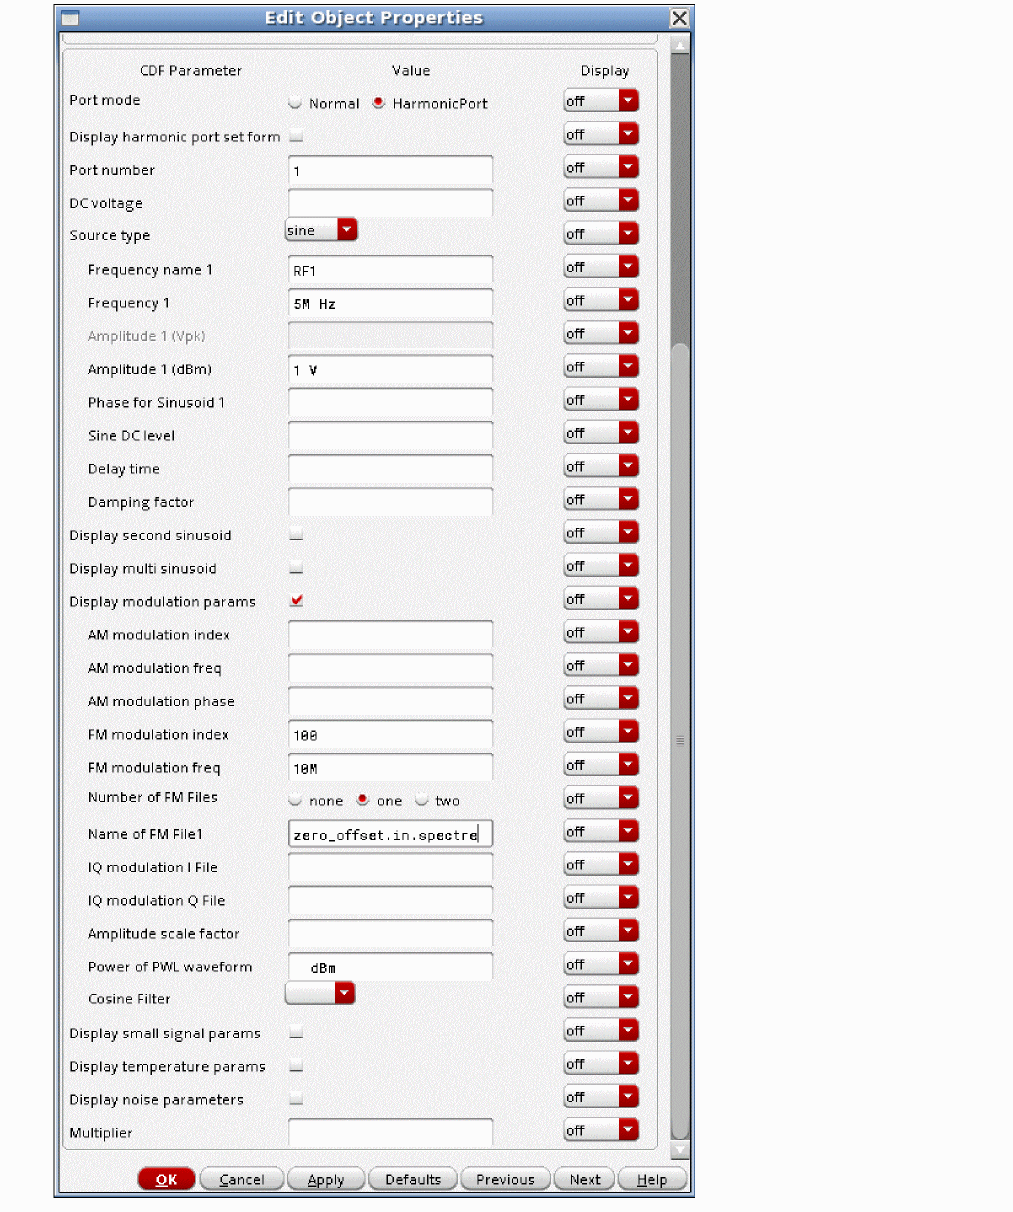 Edit Object Properties
CDF Parameter Value Display
Port mode Normal HarmonicPort off
Display harmonic port set form off
Port number 1 off
DC voltage off
Source type sine off
Frequency name 1 RF1 off
Frequency 1 5M Hz off
Amplitude 1 (Vpk) off
Amplitude 1 (dBm) 1 V off
Phase for Sinusoid 1 off
Sine DC level off
Delay time off
Damping factor off
Display second sinusoid off
Display multi sinusoid off
Display modulation params off
AM modulation index off
AM modulation freq off
AM modulation phase off
FM modulation index 100 off
FM modulation freq 10M off
Number of FM Files none one two off
Name of FM File1 zero_offset.in.spectre off
IQ modulation I File off
IQ modulation Q File off
Amplitude scale factor off
Power of PWL waveform dBm off
Cosine Filter off
Display small signal params off
Display temperature params off
Display noise parameters off
Multiplier off
OK Cancel Apply Defaults Previous Next Help